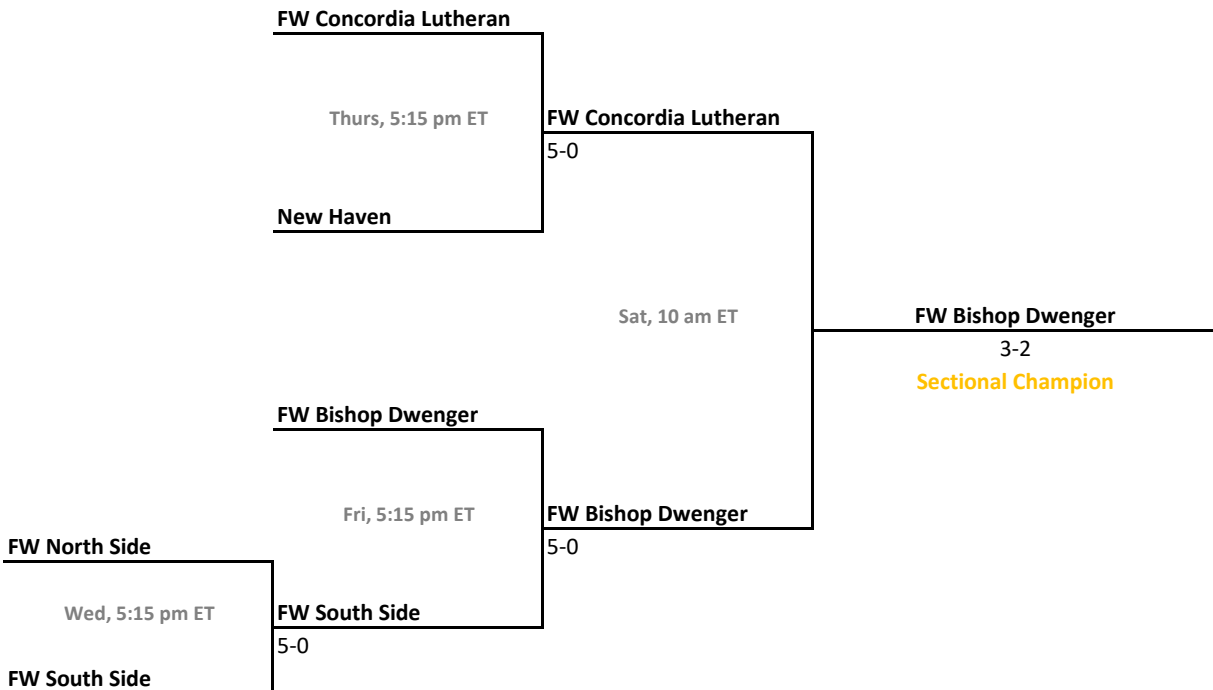 FW Concordia Lutheran
Thurs, 5:15 pm ET
FW Concordia Lutheran
5-0
New Haven
Sat, 10 am ET
FW Bishop Dwenger
3-2
Sectional Champion
FW Bishop Dwenger
Fri, 5:15 pm ET
FW Bishop Dwenger
5-0
FW North Side
Wed, 5:15 pm ET
FW South Side
5-0
FW South Side